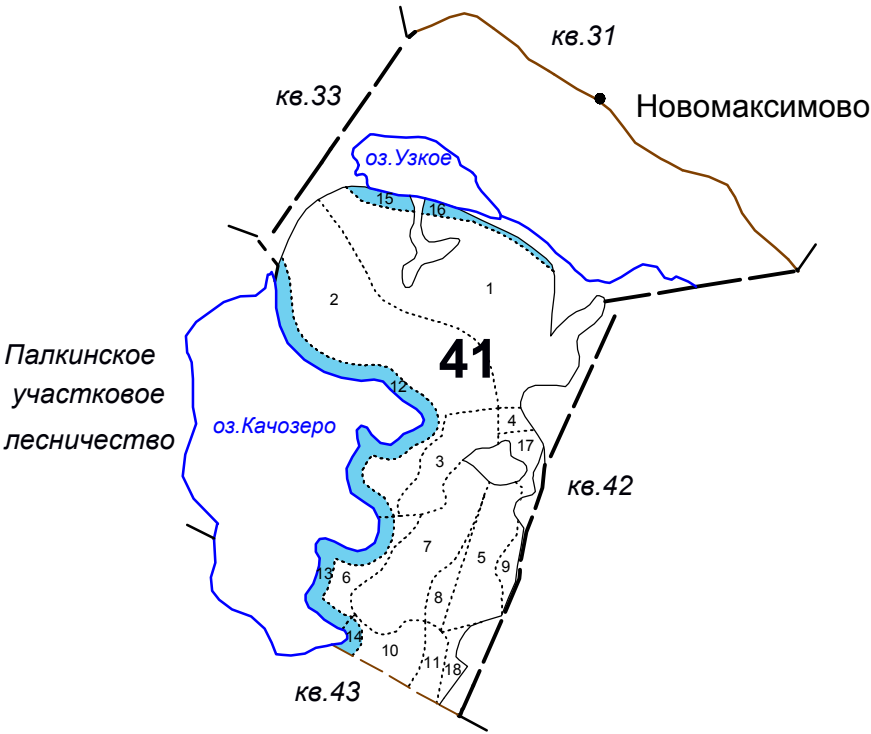 кв.31
кв.33
Новомаксимово
оз.Узкое
15
16
1
2
41
Палкинское
участковое
лесничество
12
оз.Качозеро
4
17
3
кв.42
7
5
9
13
6
8
14
10
11
18
кв.43